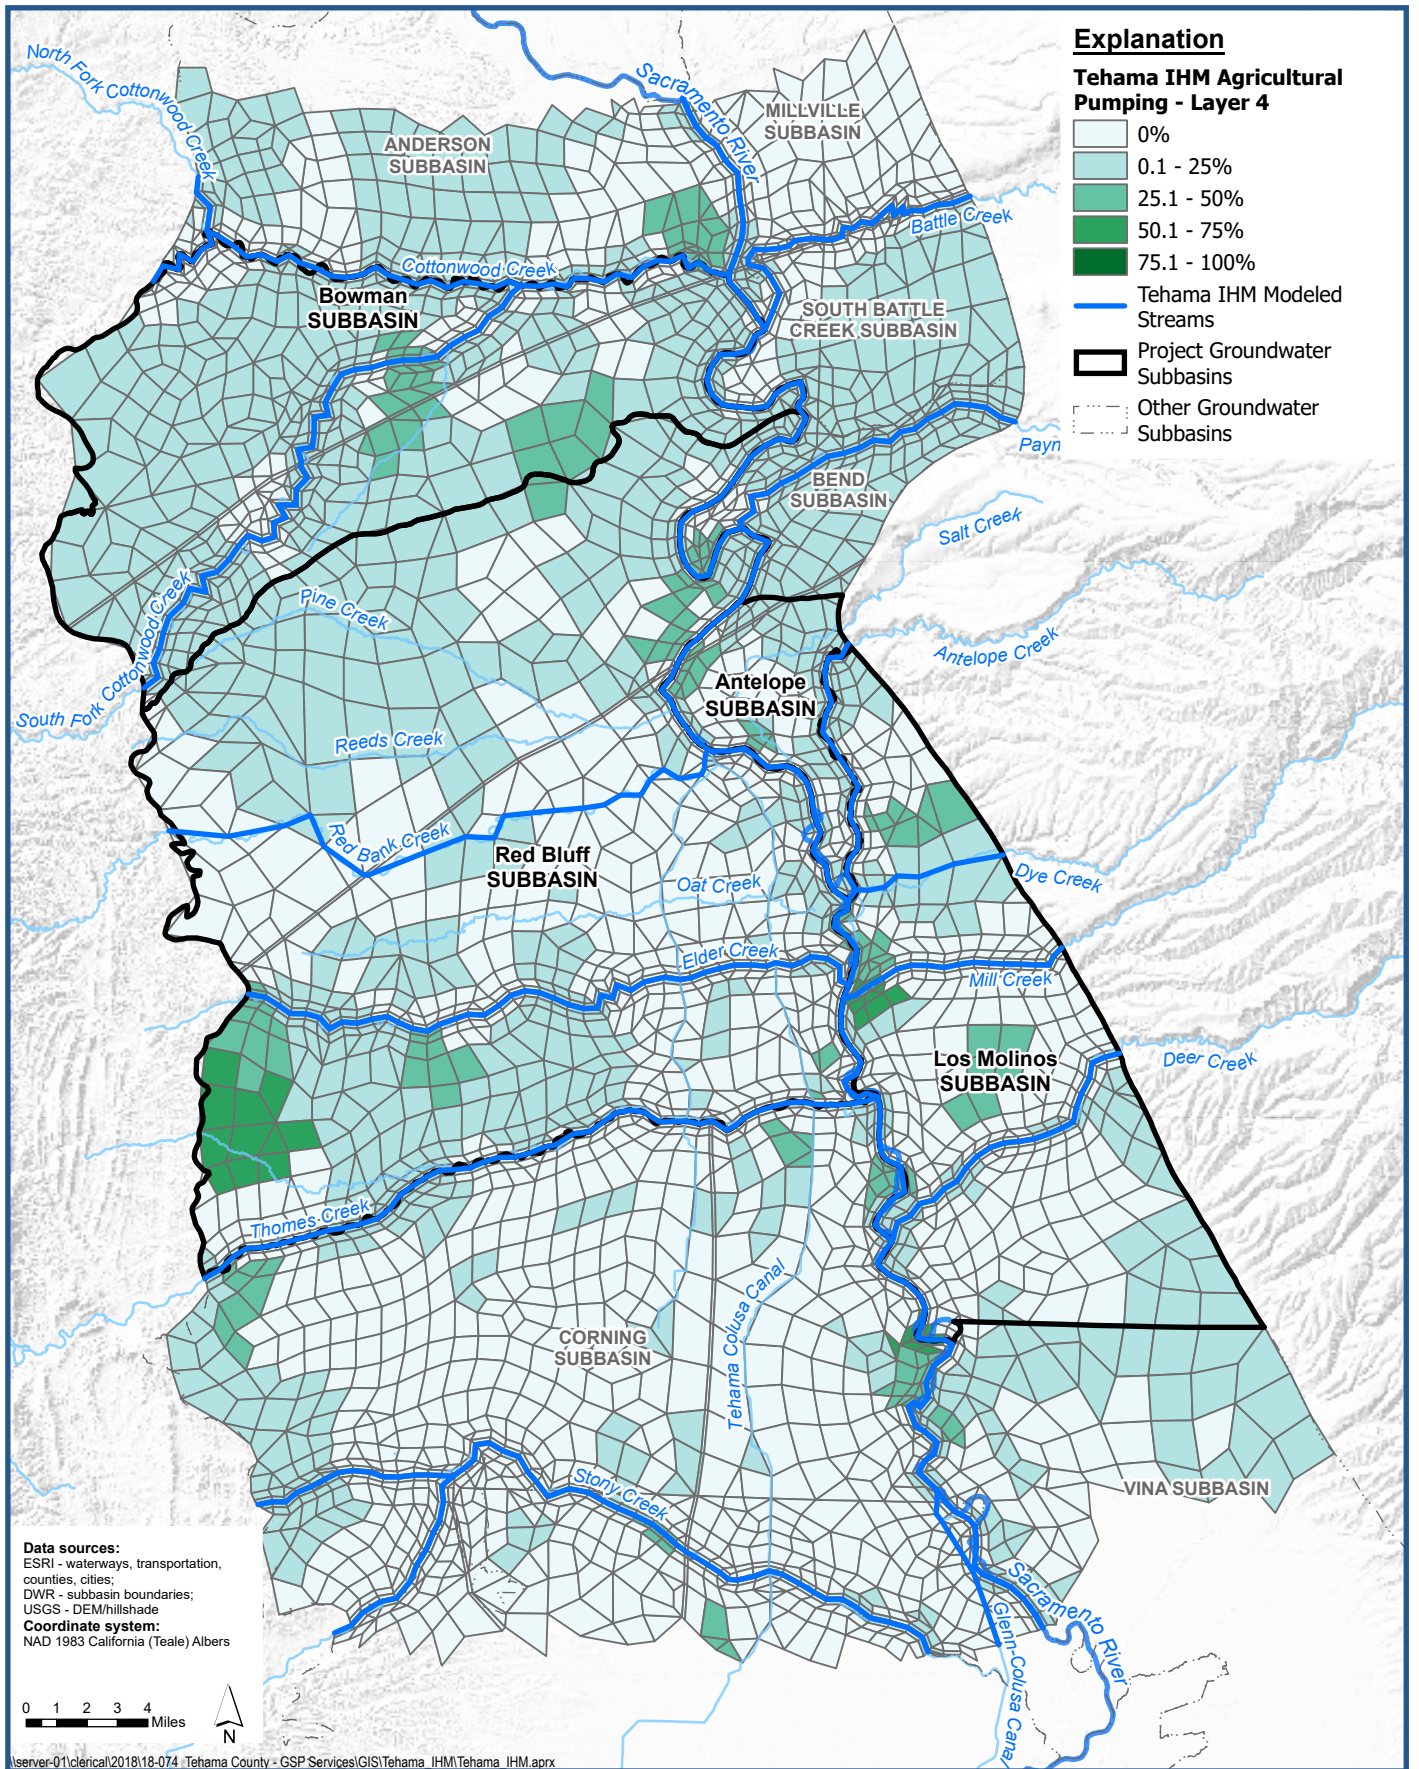 Explanation
Tehama IHM Agricultural
Pumping - Layer 4
0%
0.1 - 25%
25.1 - 50%
50.1 - 75%
75.1 - 100%
Tehama IHM Modeled
Streams
Project Groundwater
Subbasins
Other Groundwater
Subbasins
North Fork Cottonwood Creek
Sacramento River
MILLVILLE
SUBBASIN
ANDERSON
SUBBASIN
Battle Creek
Cottonwood Creek
Bowman
SUBBASIN
SOUTH BATTLE
CREEK SUBBASIN
Payn
BEND
SUBBASIN
Salt Creek
Pine Creek
Antelope Creek
South Fork Cottonwood Creek
Antelope
SUBBASIN
Reeds Creek
Red Bank Creek
Red Bluff
SUBBASIN
Oat Creek
Dye Creek
Elder Creek
Mill Creek
Los Molinos
SUBBASIN
Deer Creek
Thomes Creek
Tehama Colusa Canal
CORNING
SUBBASIN
Stony Creek
VINA SUBBASIN
Sacramento River
Glenn-Colusa Canal
Data sources:
ESRI - waterways, transportation,
counties, cities;
DWR - subbasin boundaries;
USGS - DEM/hillshade
Coordinate system:
NAD 1983 California (Teale) Albers
0 1 2 3 4
Miles
N
\\server-01\clerical\2018\18-074_Tehama County - GSP Services\GIS\Tehama_IHM\Tehama_IHM.aprx